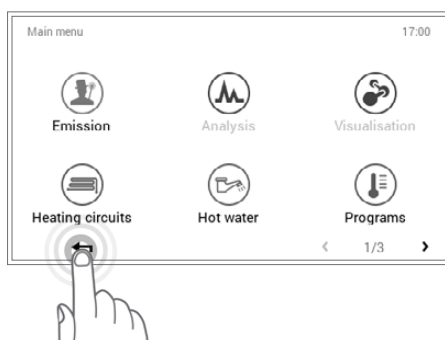 Main menu 17:00
Emission Analysis Visualisation
Heating circuits Hot water Programs
1/3